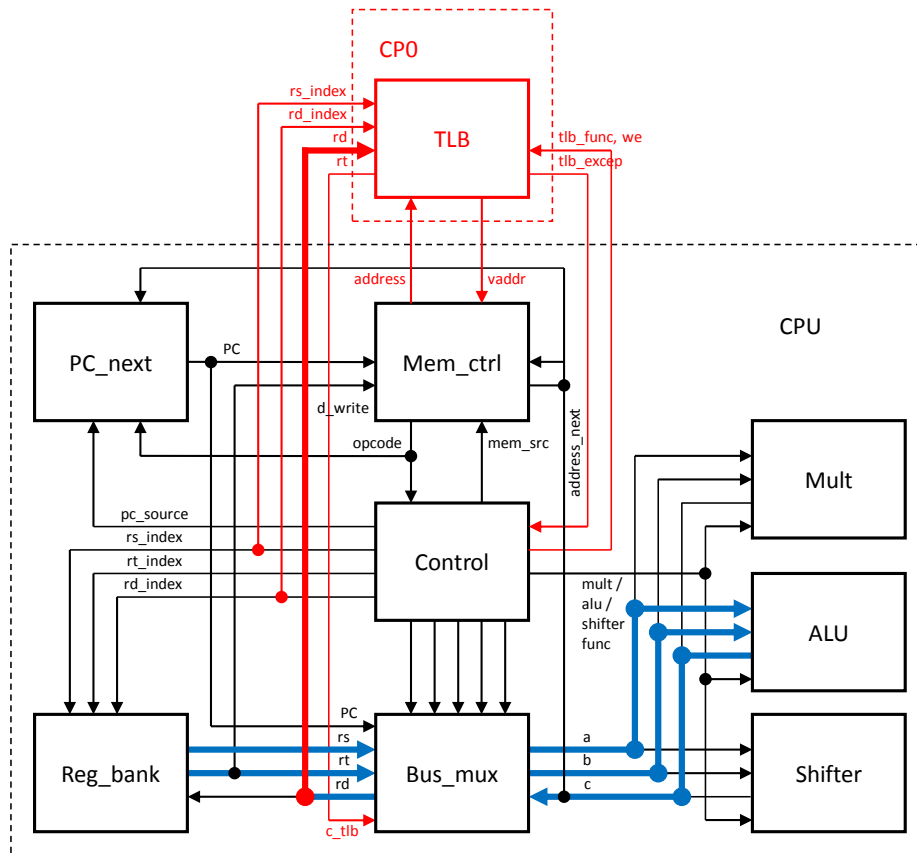 CP0
rs_index
rd_index
rd
rt
TLB
tlb_func, we
tlb_excep
address
vaddr
CPU
PC_next
PC
Mem_ctrl
d_write
opcode
mem_src
address_next
Mult
pc_source
rs_index
rt_index
rd_index
Control
mult /
alu /
shifter
func
ALU
PC
rs
rt
rd
c_tlb
Reg_bank
Bus_mux
a
b
c
Shifter